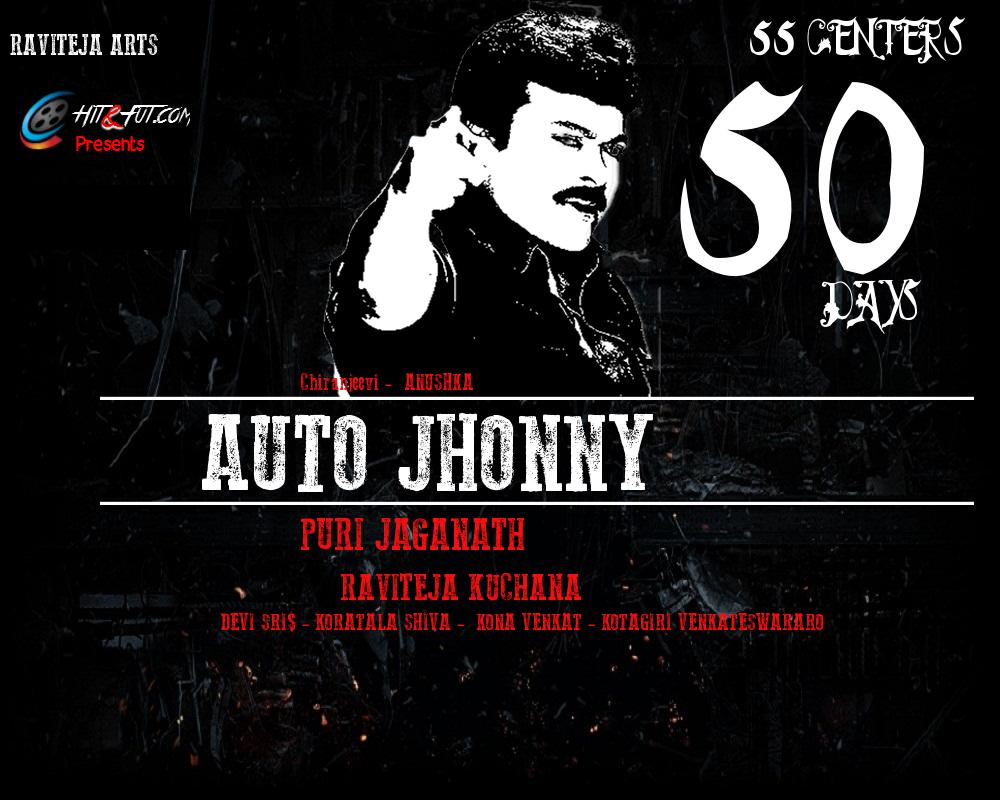 RAVITEJA ARTS
HIT&FUT.COM
Presents
55 CENTERS
50
DAYS
Chiranjeevi - ANUSHKA
AUTO JHONNY
PURI JAGANATH
RAVITEJA KUCHANA
DEVI SRI$ - KORATALA SHIVA - KONA VENKAT - KOTAGIRI VENKATESWARARO